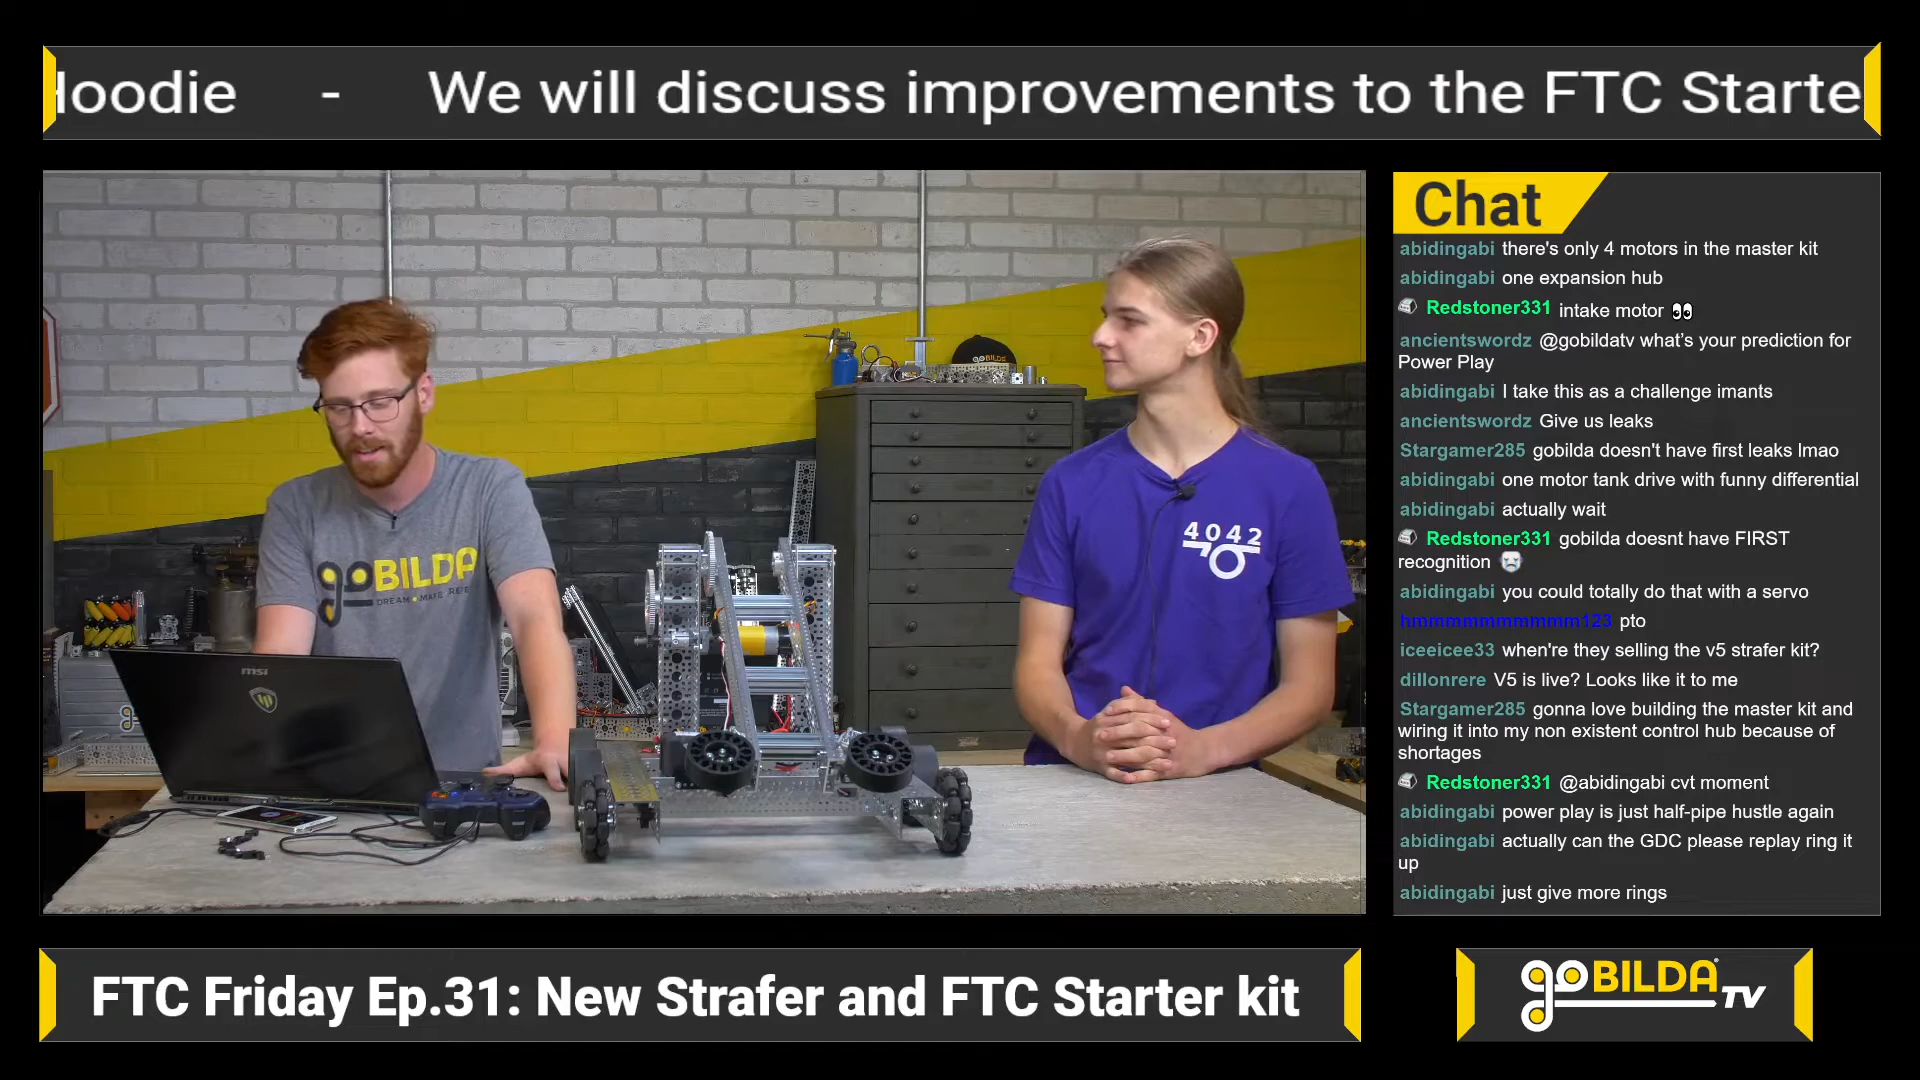 Hoodie - We will discuss improvements to the FTC Starte
Chat
abidingabi there's only 4 motors in the master kit
abidingabi one expansion hub
Redstoner331 intake motor 👀
ancientswordz @gobildatv what's your prediction for
Power Play
abidingabi I take this as a challenge imants
ancientswordz Give us leaks
Stargamer285 gobilda doesn't have first leaks lmao
abidingabi one motor tank drive with funny differential
abidingabi actually wait
Redstoner331 gobilda doesnt have FIRST
recognition
abidingabi you could totally do that with a servo
hmmmmmmmmmm123 pto
iceeicee33 when're they selling the v5 strafer kit?
dillonrere V5 is live? Looks like it to me
Stargamer285 gonna love building the master kit and
wiring it into my non existent control hub because of
shortages
Redstoner331 @abidingabi cvt moment
abidingabi power play is just half-pipe hustle again
abidingabi actually can the GDC please replay ring it
up
abidingabi just give more rings
goBILDA
DREAM MAKE REPEAT
msi
4042
goBILDA
FTC Friday Ep.31: New Strafer and FTC Starter kit
goBILDA TV